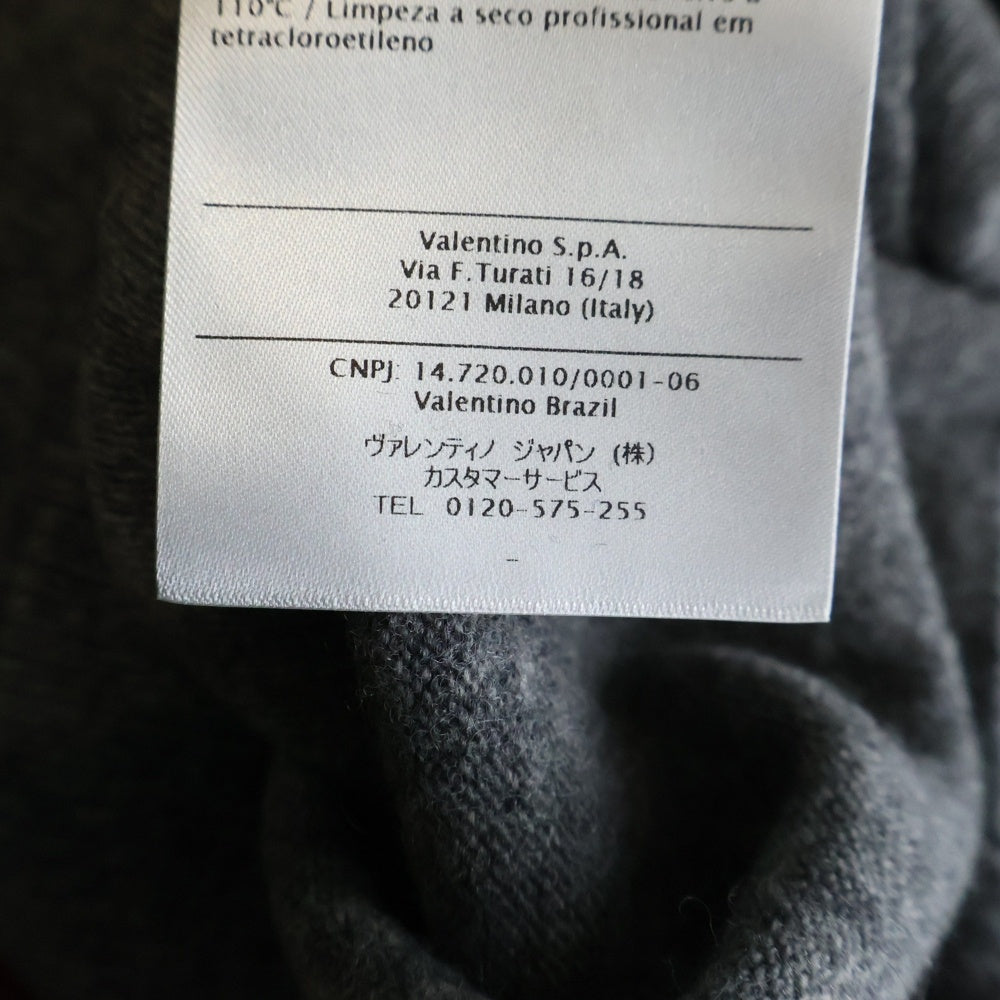 110°C / Limpeza a seco profissional em
tetracloroetileno
Valentino S.p.A.
Via F.Turati 16/18
20121 Milano (Italy)
CNPJ: 14.720.010/0001-06
Valentino Brazil
ヴァレンティノ ジャパン (株)
カスタマーサービス
TEL 0120-575-255
-